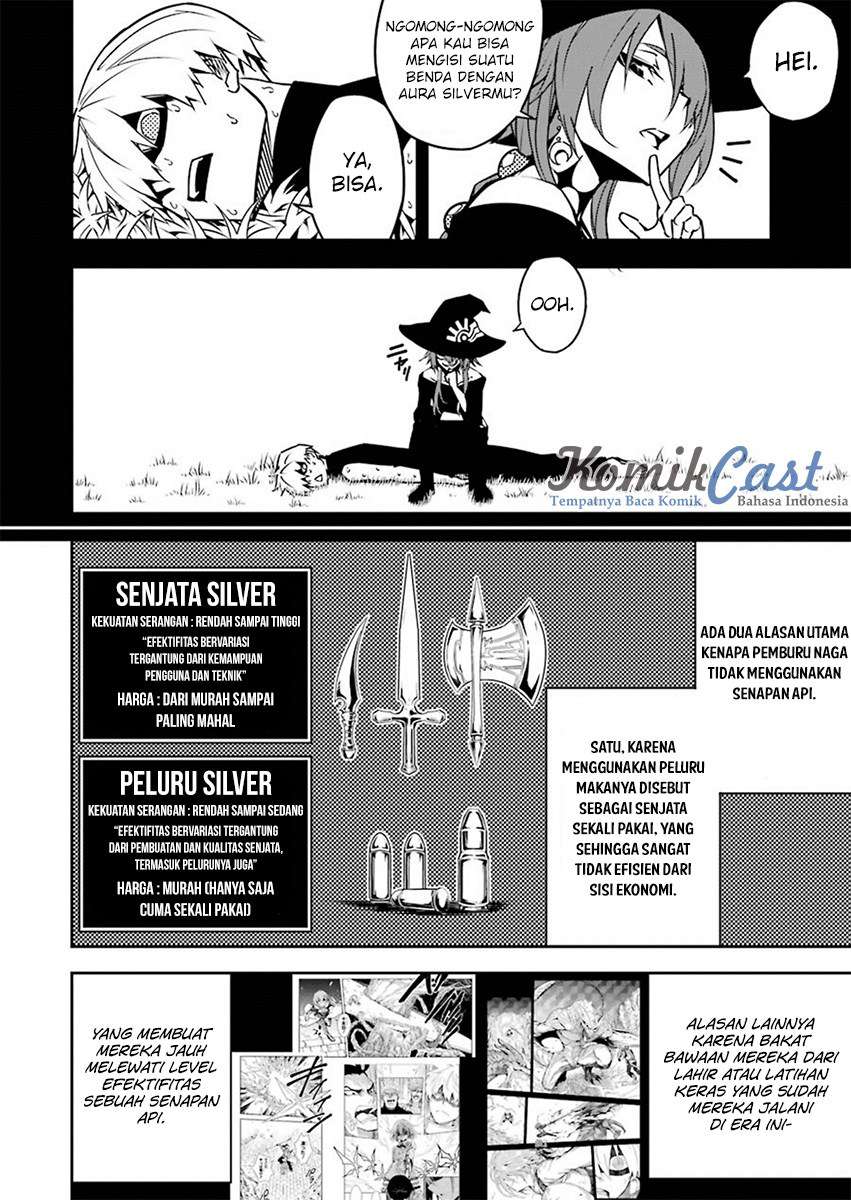 HEI.
NGOMONG-NGOMONG
APA KAU BISA
MENGISI SUATU
BENDA DENGAN
AURA SILVERMU?
YA,
BISA.
OOH.
KomikCast
Tempatnya Baca Komik, Bahasa Indonesia
ADA DUA ALASAN UTAMA
KENAPA PEMBURU NAGA
TIDAK MENGGUNAKAN
SENAPAN API.
SATU, KARENA
MENGGUNAKAN PELURU
MAKANYA DISEBUT
SEBAGAI SENJATA
SEKALI PAKAI, YANG
SEHINGGA SANGAT
TIDAK EFISIEN DARI
SISI EKONOMI.
SENJATA SILVER
KEKUATAN SERANGAN : RENDAH SAMPAI TINGGI
"EFEKTIFITAS BERVARIASI
TERGANTUNG DARI KEMAMPUAN
PENGGUNA DAN TEKNIK"
HARGA : DARI MURAH SAMPAI
PALING MAHAL
PELURU SILVER
KEKUATAN SERANGAN : RENDAH SAMPAI SEDANG
"EFEKTIFITAS BERVARIASI TERGANTUNG
DARI PEMBUATAN DAN KUALITAS SENJATA,
TERMASUK PELURUNYA JUGA"
HARGA : MURAH (HANYA SAJA
CUMA SEKALI PAKAI)
ALASAN LAINNYA
KARENA BAKAT
BAWAAN MEREKA DARI
LAHIR ATAU LATIHAN
KERAS YANG SUDAH
MEREKA JALANI
DI ERA INI-
YANG MEMBUAT
MEREKA JAUH
MELEWATI LEVEL
EFEKTIFITAS
SEBUAH SENAPAN
API.